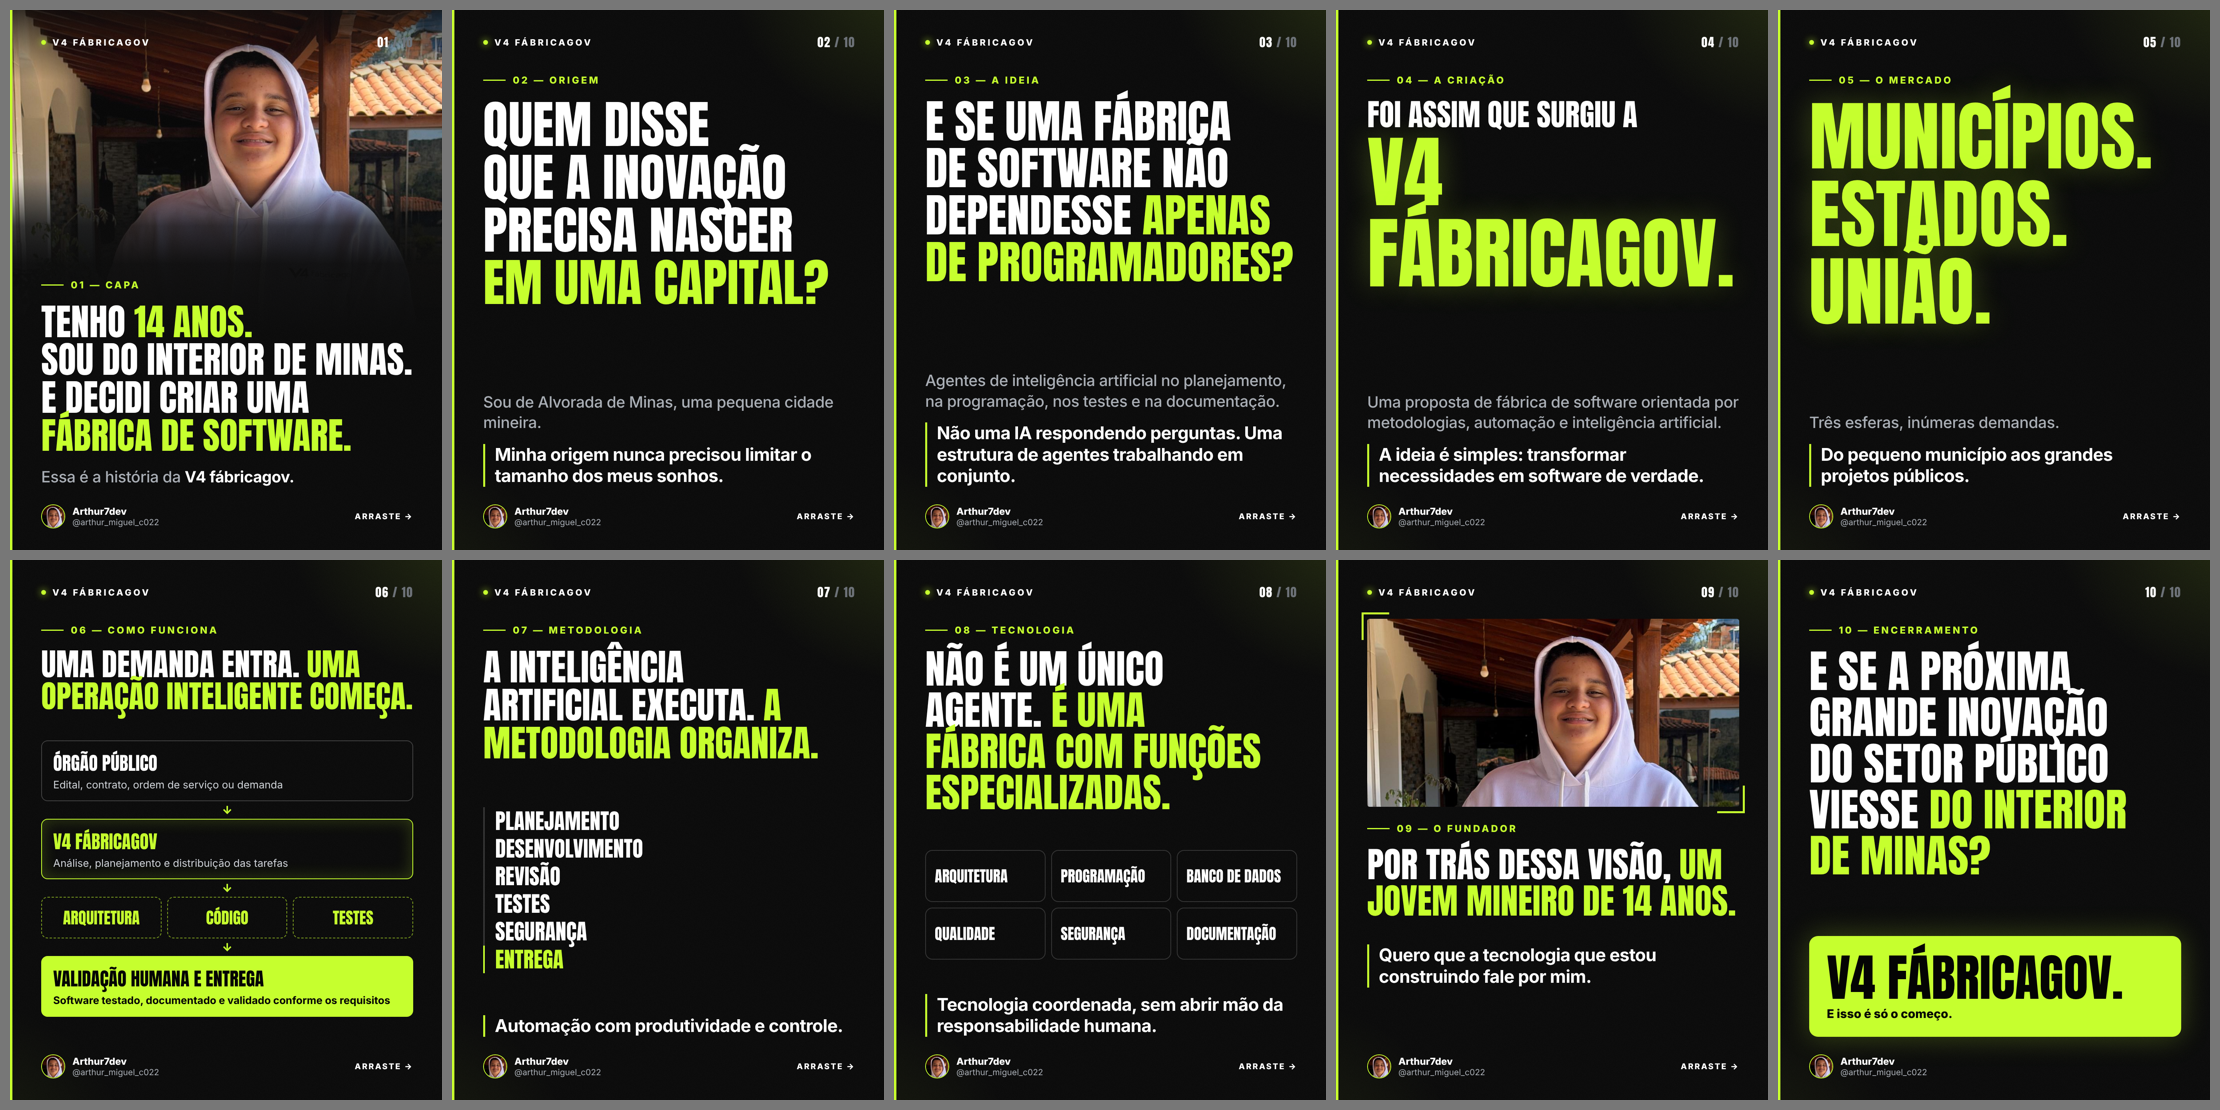 V4 FÁBRICAGOV
01
01 — CAPA
TENHO 14 ANOS.
SOU DO INTERIOR DE MINAS.
E DECIDI CRIAR UMA
FÁBRICA DE SOFTWARE.
Essa é a história da V4 fábricagov.
Arthur7dev
@arthur_miguel_c022
ARRASTE →
V4 FÁBRICAGOV
02 / 10
02 — ORIGEM
QUEM DISSE
QUE A INOVAÇÃO
PRECISA NASCER
EM UMA CAPITAL?
Sou de Alvorada de Minas, uma pequena cidade
mineira.
Minha origem nunca precisou limitar o
tamanho dos meus sonhos.
Arthur7dev
@arthur_miguel_c022
ARRASTE →
V4 FÁBRICAGOV
03 / 10
03 — A IDEIA
E SE UMA FÁBRICA
DE SOFTWARE NÃO
DEPENDESSE APENAS
DE PROGRAMADORES?
Agentes de inteligência artificial no planejamento,
na programação, nos testes e na documentação.
Não uma IA respondendo perguntas. Uma
estrutura de agentes trabalhando em
conjunto.
Arthur7dev
@arthur_miguel_c022
ARRASTE →
V4 FÁBRICAGOV
04 / 10
04 — A CRIAÇÃO
FOI ASSIM QUE SURGIU A
V4
FÁBRICAGOV.
Uma proposta de fábrica de software orientada por
metodologias, automação e inteligência artificial.
A ideia é simples: transformar
necessidades em software de verdade.
Arthur7dev
@arthur_miguel_c022
ARRASTE →
V4 FÁBRICAGOV
05 / 10
05 — O MERCADO
MUNICÍPIOS.
ESTADOS.
UNIÃO.
Três esferas, inúmeras demandas.
Do pequeno município aos grandes
projetos públicos.
Arthur7dev
@arthur_miguel_c022
ARRASTE →
V4 FÁBRICAGOV
06 / 10
06 — COMO FUNCIONA
UMA DEMANDA ENTRA. UMA
OPERAÇÃO INTELIGENTE COMEÇA.
ÓRGÃO PÚBLICO
Edital, contrato, ordem de serviço ou demanda
↓
V4 FÁBRICAGOV
Análise, planejamento e distribuição das tarefas
↓
ARQUITETURA
CÓDIGO
TESTES
↓
VALIDAÇÃO HUMANA E ENTREGA
Software testado, documentado e validado conforme os requisitos
Arthur7dev
@arthur_miguel_c022
ARRASTE →
V4 FÁBRICAGOV
07 / 10
07 — METODOLOGIA
A INTELIGÊNCIA
ARTIFICIAL EXECUTA. A
METODOLOGIA ORGANIZA.
PLANEJAMENTO
DESENVOLVIMENTO
REVISÃO
TESTES
SEGURANÇA
ENTREGA
Automação com produtividade e controle.
Arthur7dev
@arthur_miguel_c022
ARRASTE →
V4 FÁBRICAGOV
08 / 10
08 — TECNOLOGIA
NÃO É UM ÚNICO
AGENTE. É UMA
FÁBRICA COM FUNÇÕES
ESPECIALIZADAS.
ARQUITETURA
PROGRAMAÇÃO
BANCO DE DADOS
QUALIDADE
SEGURANÇA
DOCUMENTAÇÃO
Tecnologia coordenada, sem abrir mão da
responsabilidade humana.
Arthur7dev
@arthur_miguel_c022
ARRASTE →
V4 FÁBRICAGOV
09 / 10
09 — O FUNDADOR
POR TRÁS DESSA VISÃO, UM
JOVEM MINEIRO DE 14 ANOS.
Quero que a tecnologia que estou
construindo fale por mim.
Arthur7dev
@arthur_miguel_c022
ARRASTE →
V4 FÁBRICAGOV
10 / 10
10 — ENCERRAMENTO
E SE A PRÓXIMA
GRANDE INOVAÇÃO
DO SETOR PÚBLICO
VIESSE DO INTERIOR
DE MINAS?
V4 FÁBRICAGOV.
E isso é só o começo.
Arthur7dev
@arthur_miguel_c022